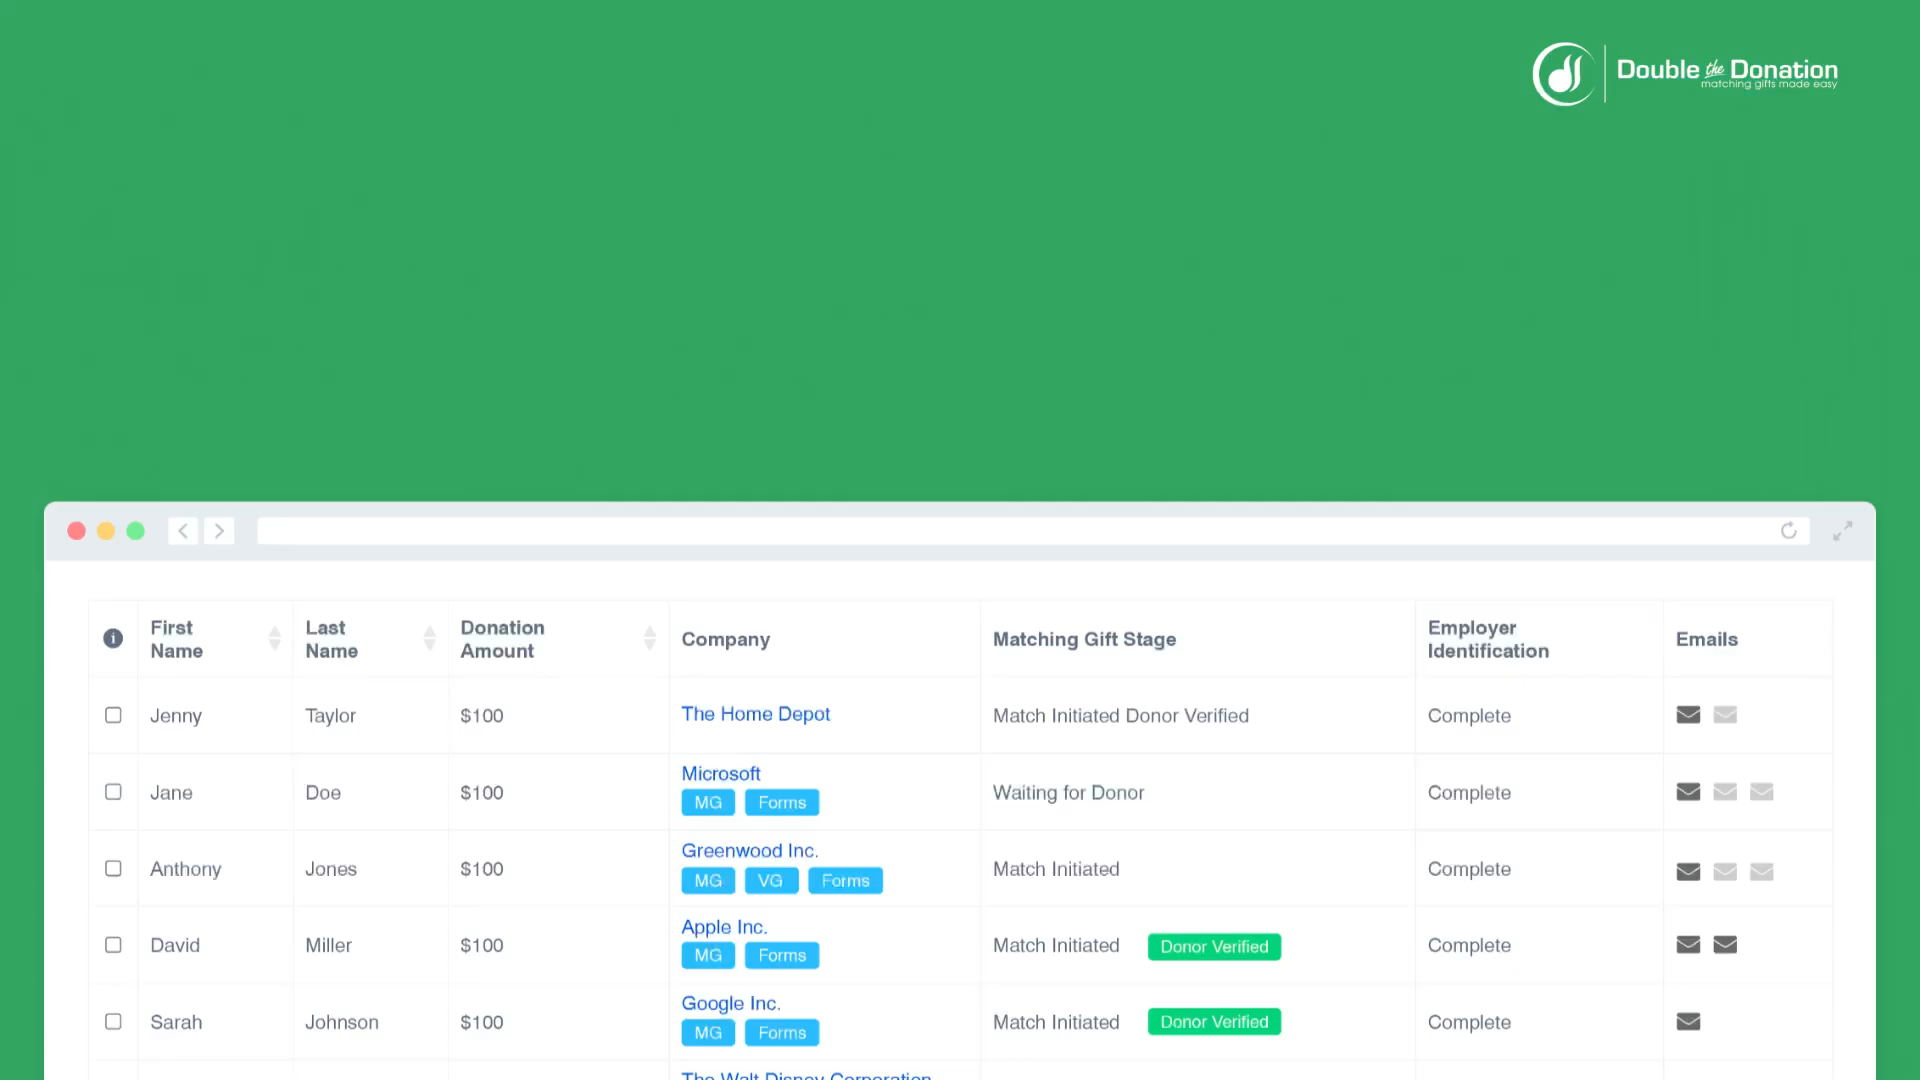 Double the Donation
matching gifts made easy
First Name
Last Name
Donation Amount
Company
Matching Gift Stage
Employer Identification
Emails
Jenny Taylor $100 The Home Depot Match Initiated Donor Verified Complete
Jane Doe $100 Microsoft MG Forms Waiting for Donor Complete
Anthony Jones $100 Greenwood Inc. MG VG Forms Match Initiated Complete
David Miller $100 Apple Inc. MG Forms Match Initiated Donor Verified Complete
Sarah Johnson $100 Google Inc. MG Forms Match Initiated Donor Verified Complete
The Walt Disney Corporation